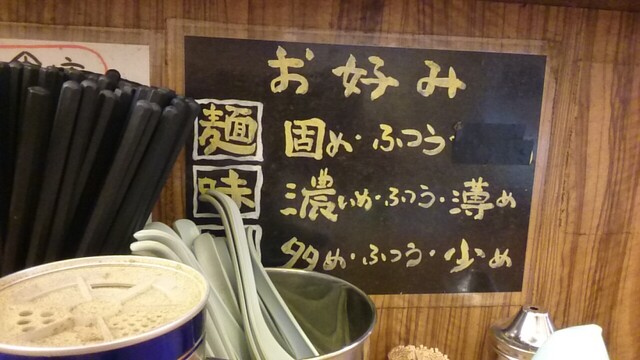 お好み
麺 固め・ふつう・
味 濃いめ・ふつう・薄め
多め・ふつう・少め